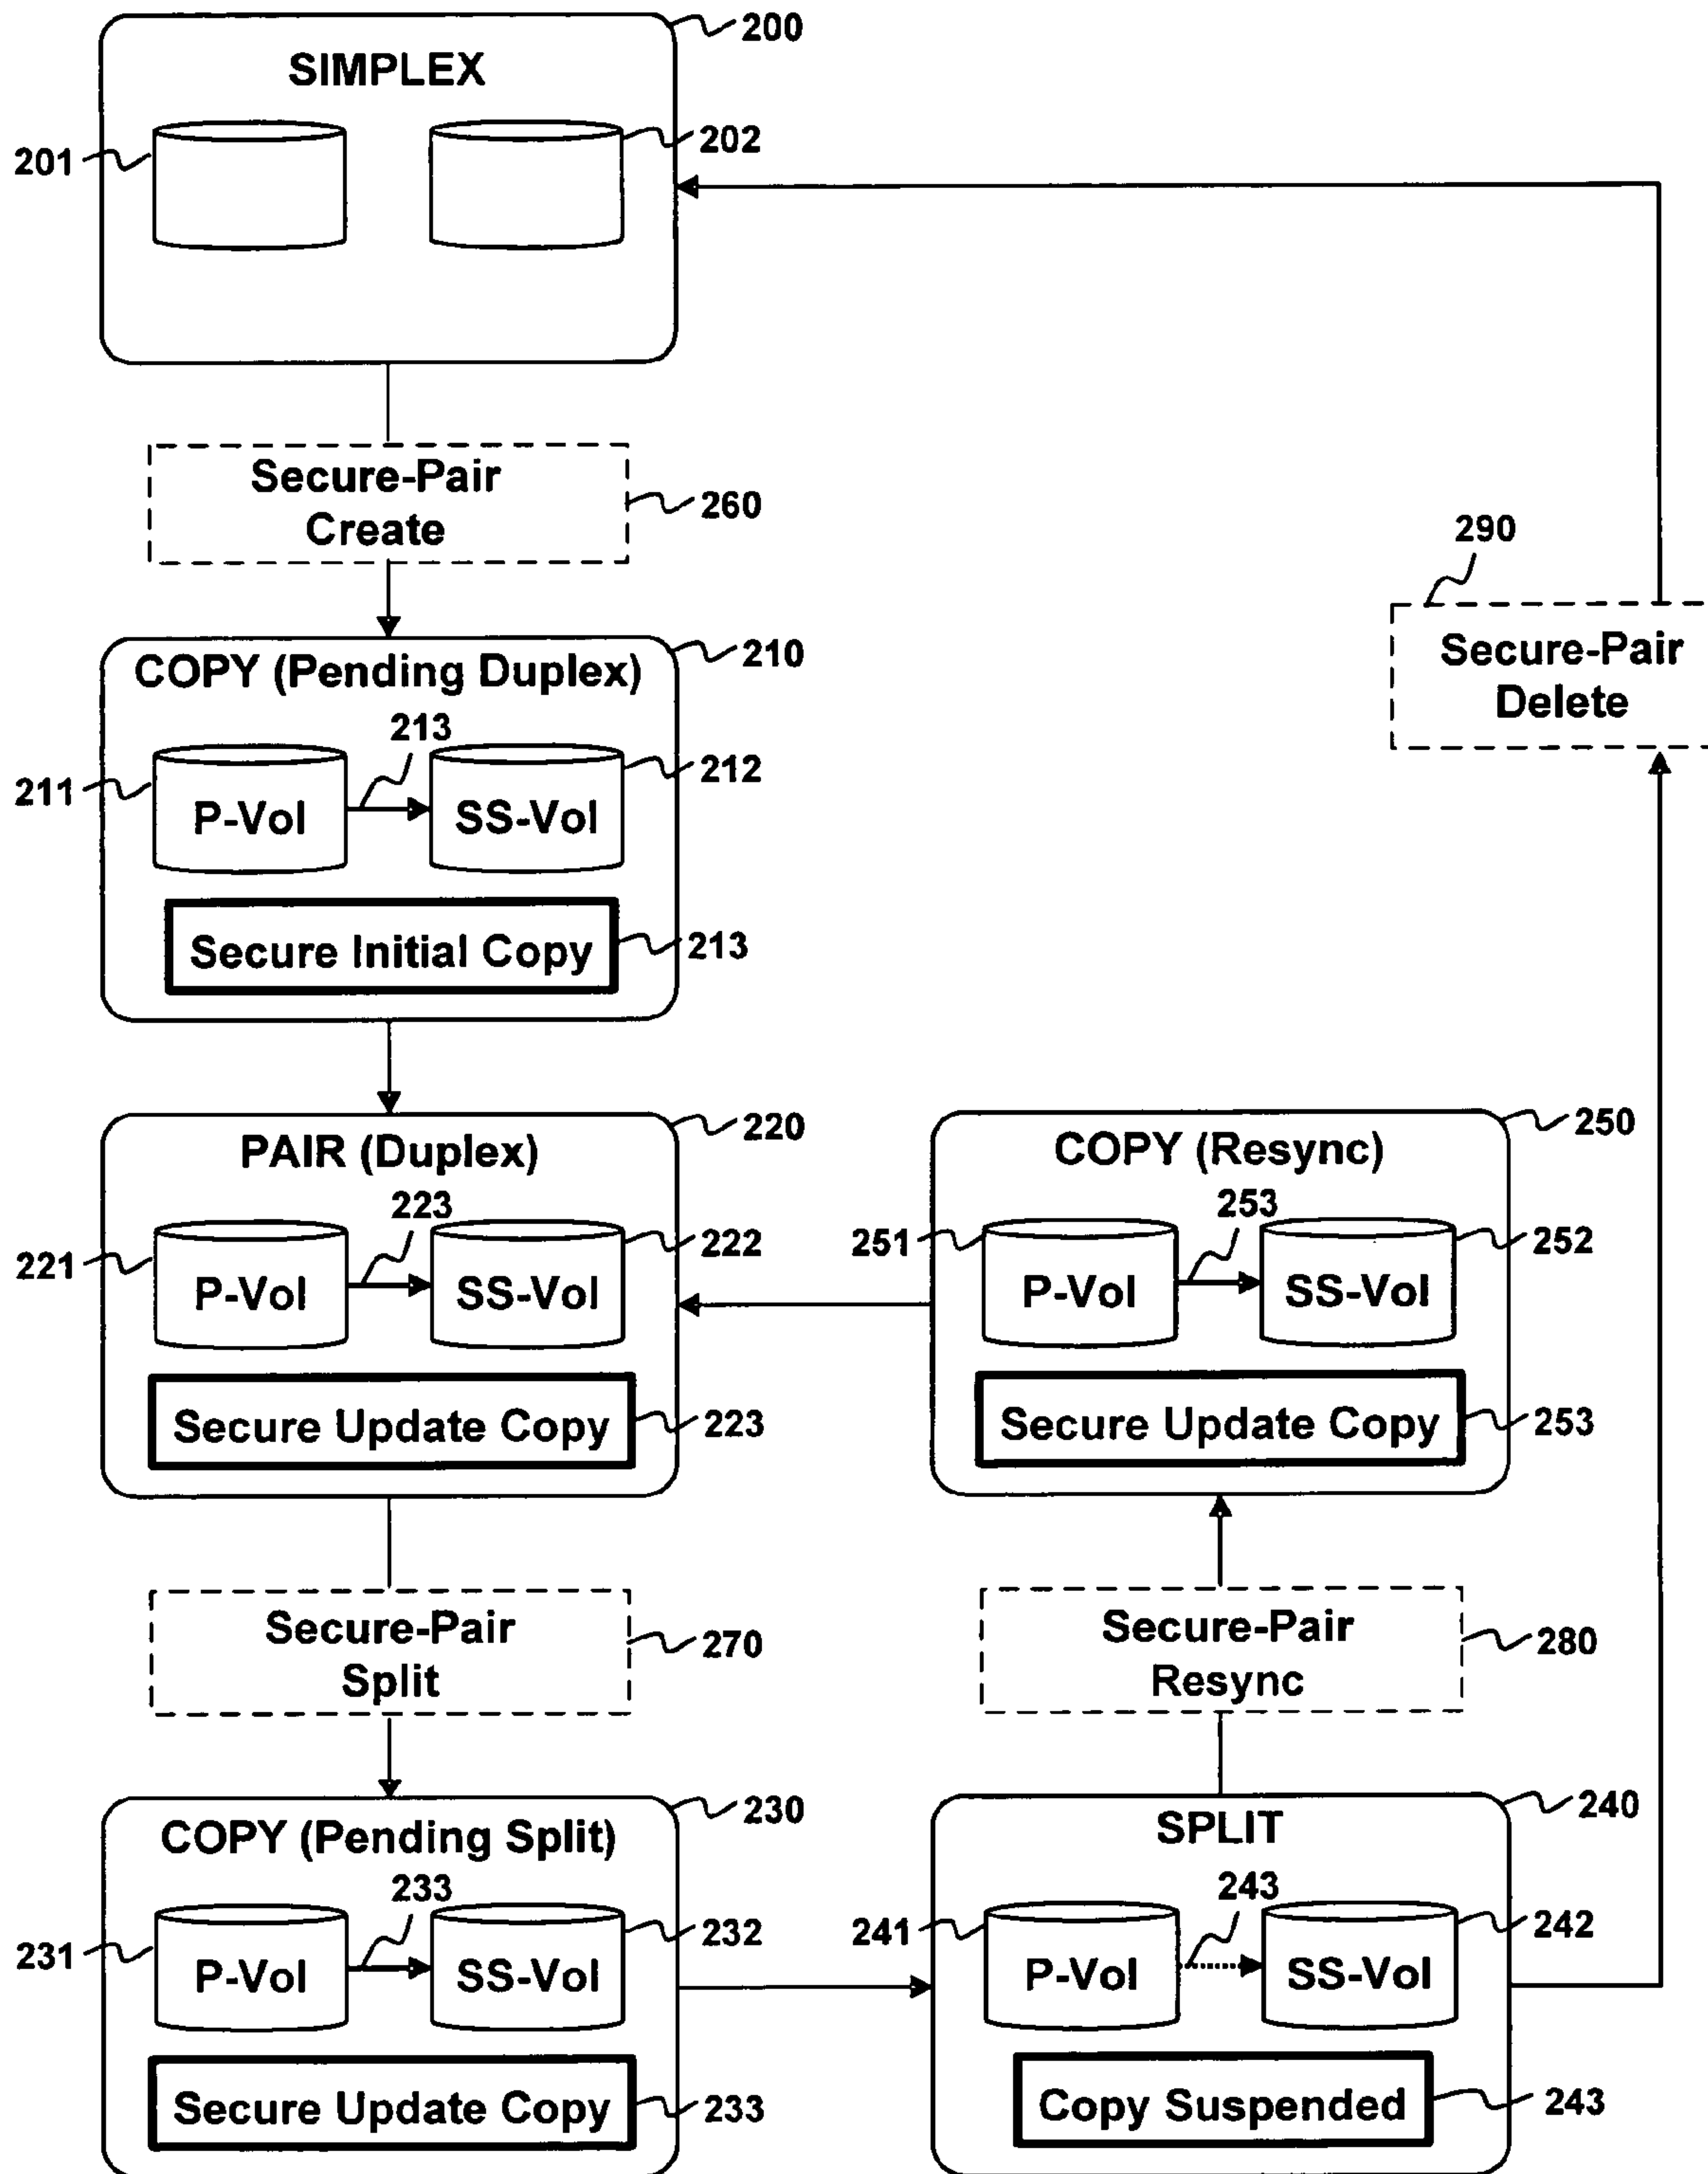 200
SIMPLEX
201
202
Secure-Pair
Create
260
290
Secure-Pair
Delete
210
COPY (Pending Duplex)
213
211
P-Vol
SS-Vol
212
Secure Initial Copy
213
220
PAIR (Duplex)
223
221
P-Vol
SS-Vol
222
Secure Update Copy
223
250
COPY (Resync)
253
251
P-Vol
SS-Vol
252
Secure Update Copy
253
Secure-Pair
Split
270
Secure-Pair
Resync
280
230
COPY (Pending Split)
233
231
P-Vol
SS-Vol
232
Secure Update Copy
233
240
SPLIT
243
241
P-Vol
SS-Vol
242
Copy Suspended
243